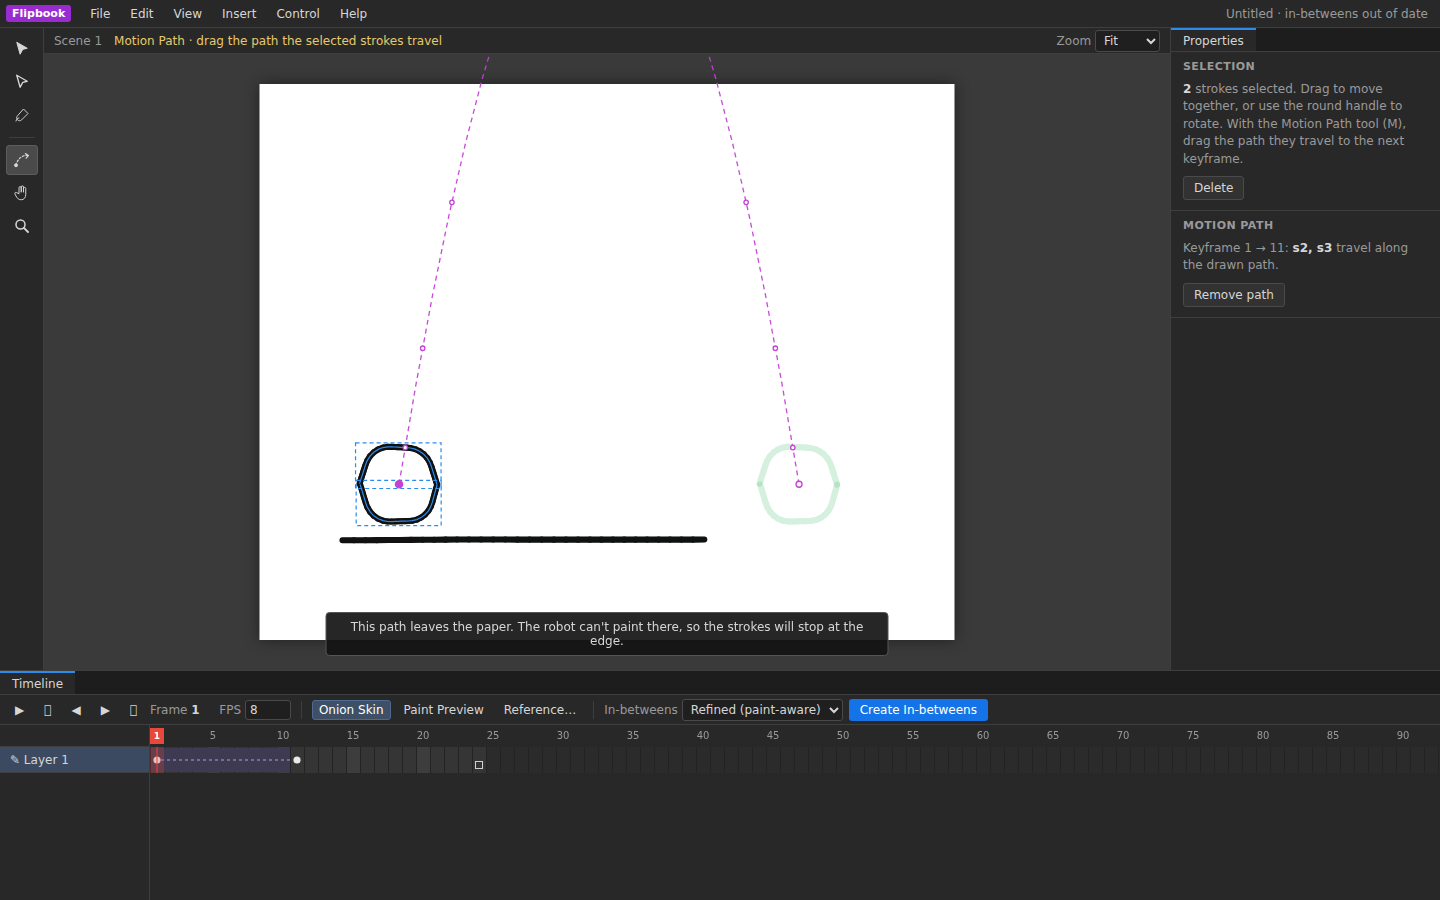 Flipbook File Edit View Insert Control Help Untitled · in-betweens out of date
Scene 1 Motion Path · drag the path the selected strokes travel Zoom Fit
Properties
SELECTION
2 strokes selected. Drag to move
together, or use the round handle to
rotate. With the Motion Path tool (M),
drag the path they travel to the next
keyframe.
Delete
MOTION PATH
Keyframe 1 → 11: s2, s3 travel along
the drawn path.
Remove path
This path leaves the paper. The robot can't paint there, so the strokes will stop at the
edge.
Timeline
Frame 1 FPS 8 Onion Skin Paint Preview Reference... In-betweens Refined (paint-aware) Create In-betweens
1 5 10 15 20 25 30 35 40 45 50 55 60 65 70 75 80 85 90
Layer 1